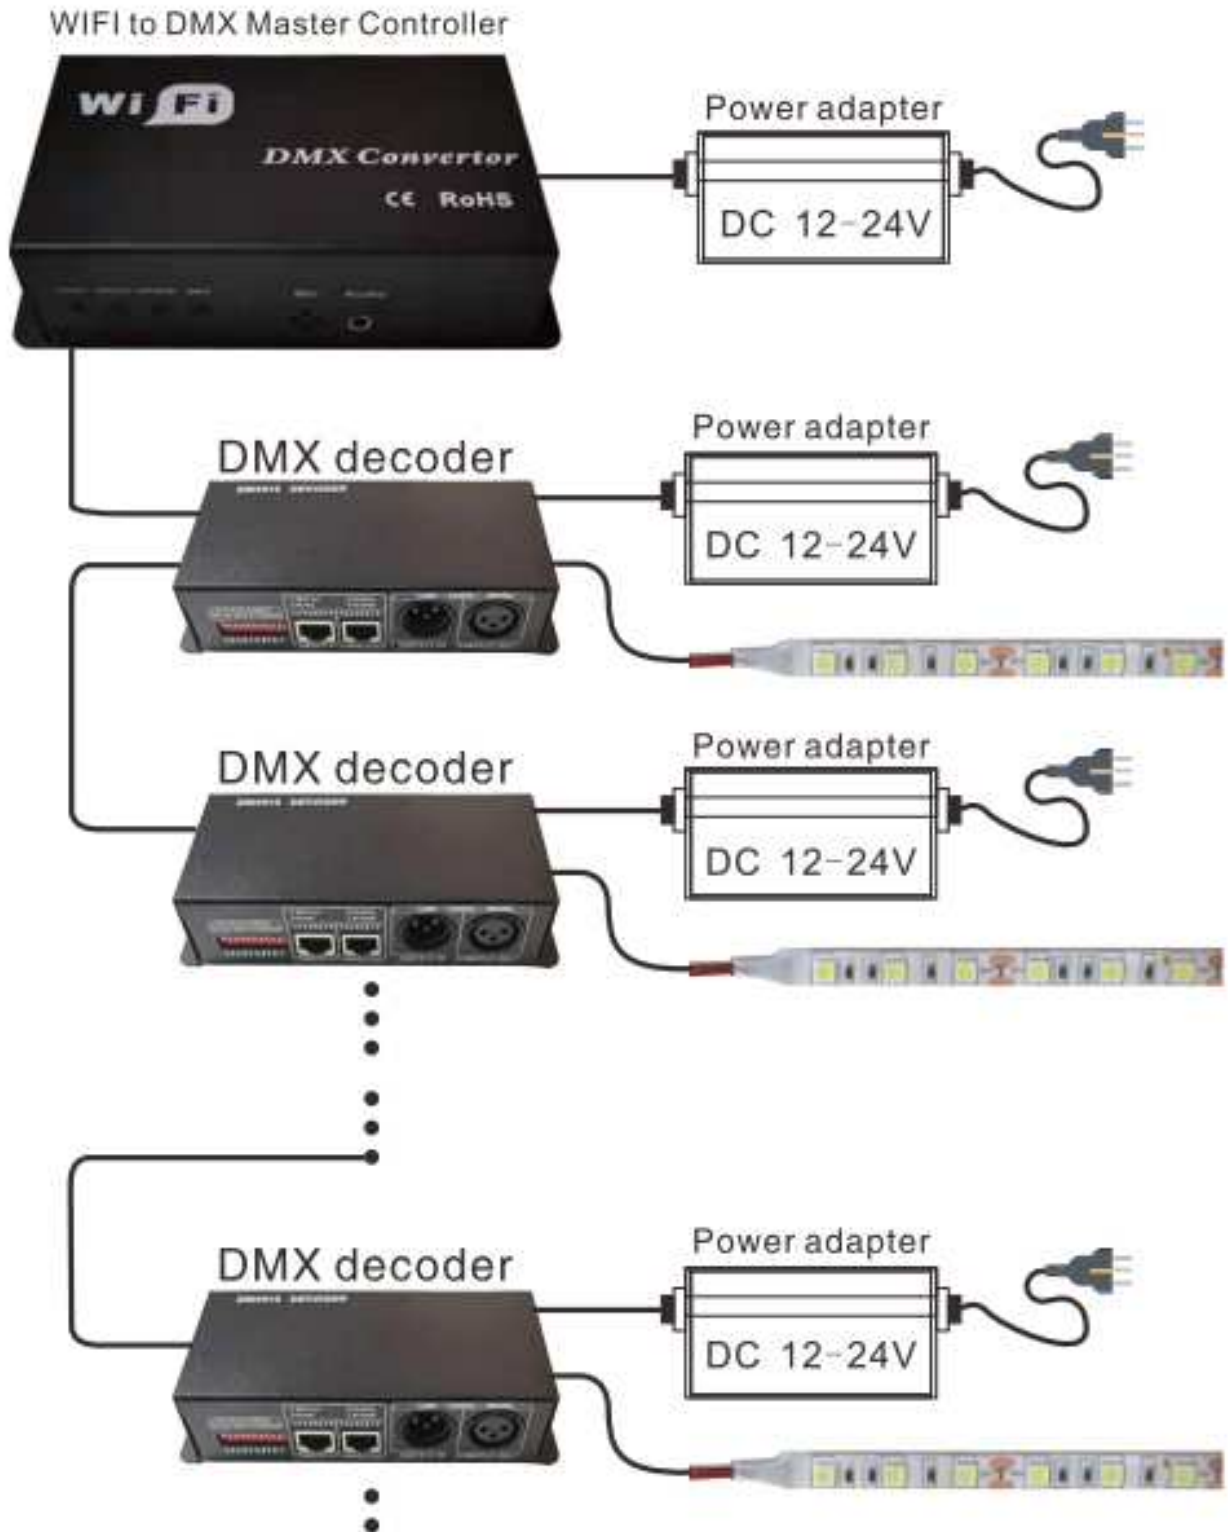 WIFI to DMX Master Controller
WiFi
DMX Convertor
CE RoHS
Power adapter
DC 12-24V
Power adapter
DC 12-24V
DMX decoder
Power adapter
DC 12-24V
DMX decoder
Power adapter
DC 12-24V
DMX decoder